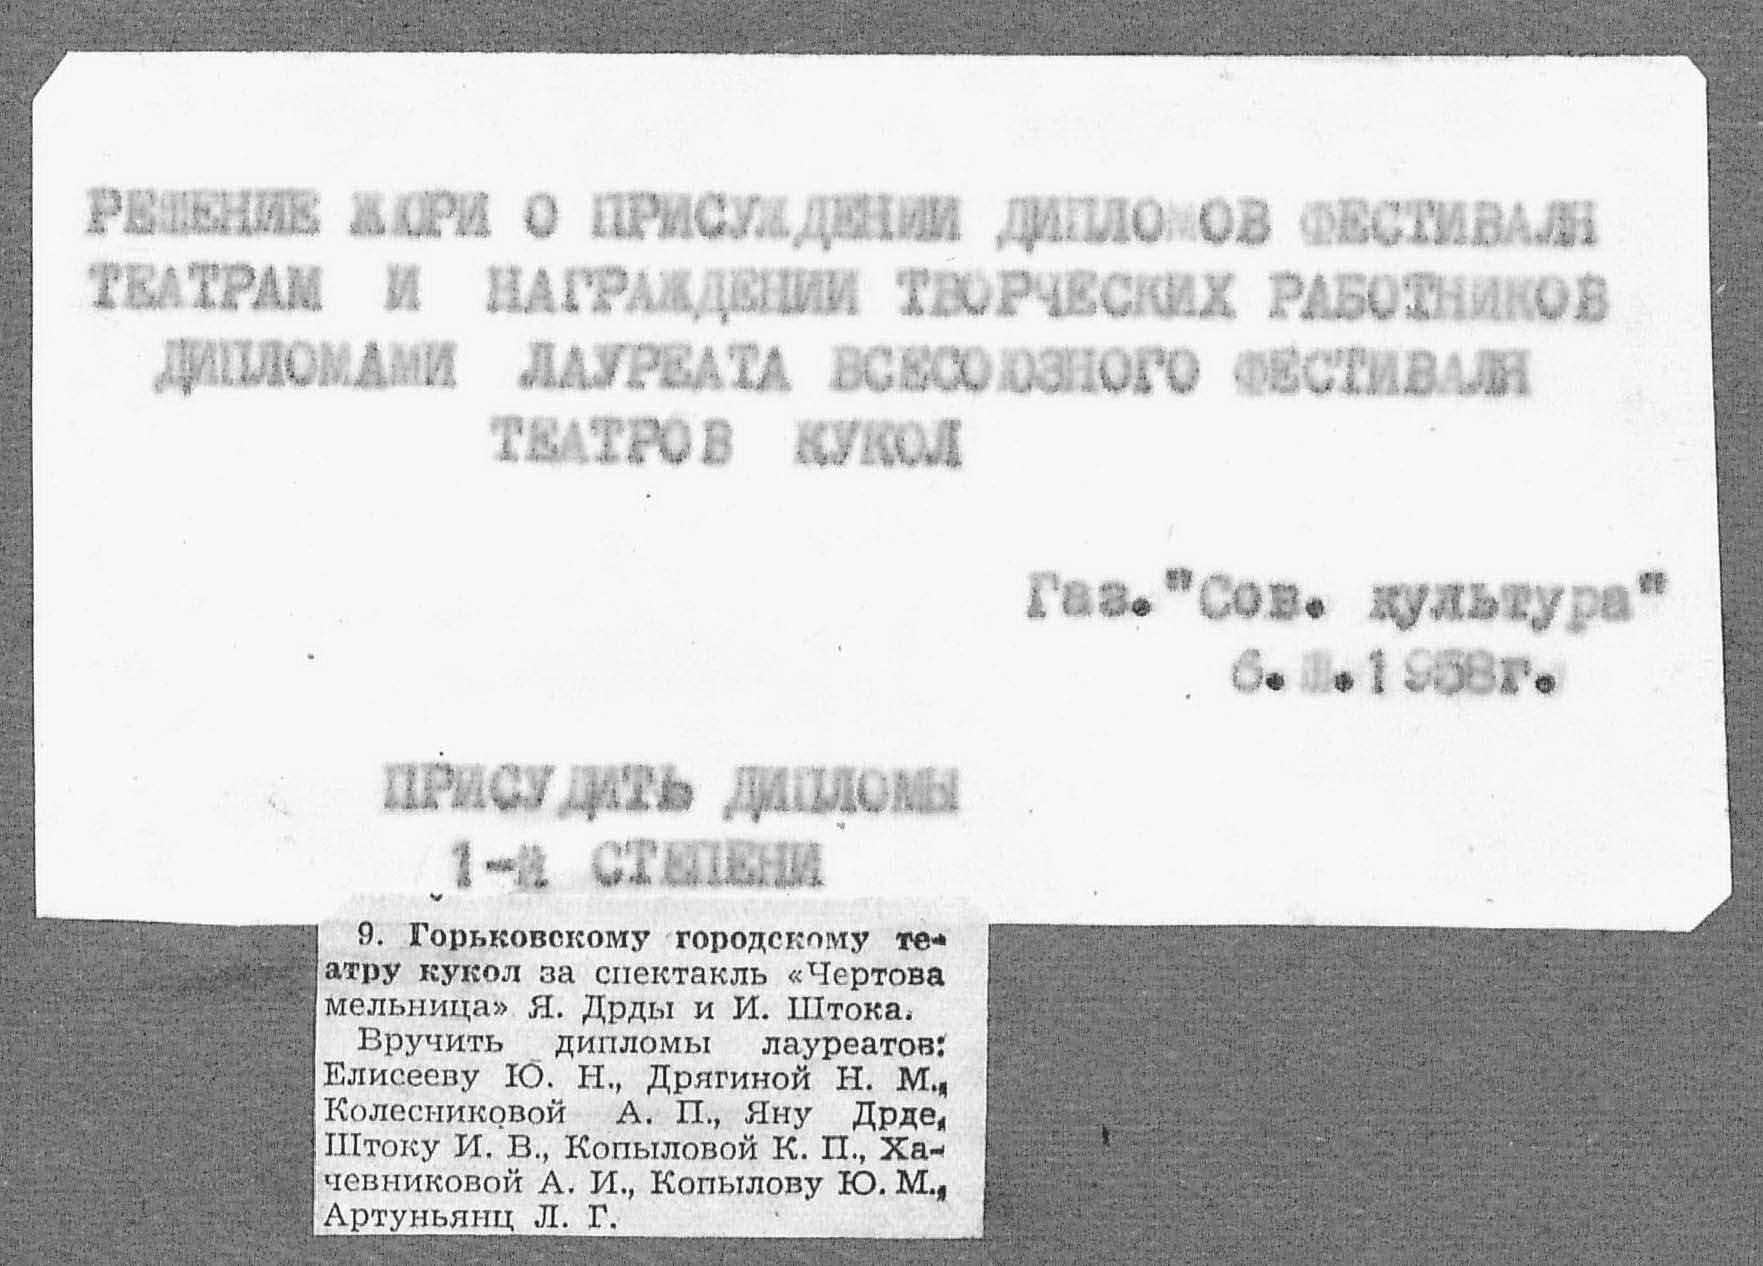 РЕШЕНИЕ ЖЮРИ О ПРИСУЖДЕНИИ ДИПЛОМОВ ФЕСТИВАЛЯ
ТЕАТРАМ И НАГРАЖДЕНИИ ТВОРЧЕСКИХ РАБОТНИКОВ
ДИПЛОМАМИ ЛАУРЕАТА ВСЕСОЮЗНОГО ФЕСТИВАЛЯ
ТЕАТРОВ КУКОЛ
Газ."Сов. культура"
1958г.
ПРИСУДИТЬ ДИПЛОМЫ
1-й СТЕПЕНИ
9. Горьковскому городскому те-
атру кукол за спектакль «Чертова
мельница» Я. Дрды и И. Штока.
Вручить дипломы лауреатов:
Елисееву Ю. Н., Дрягиной Н. М.,
Колесниковой А. П., Яну Дрде,
Штоку И. В., Копыловой К. П., Ха-
чевниковой А. И., Копылову Ю. М.,
Артуньянц Л. Г.